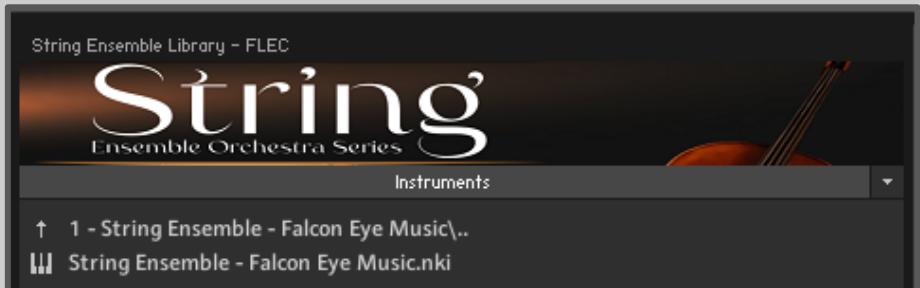 String Ensemble Library - FLEC
String
Ensemble Orchestra Series
Instruments
1 - String Ensemble - Falcon Eye Music\..
String Ensemble - Falcon Eye Music.nki